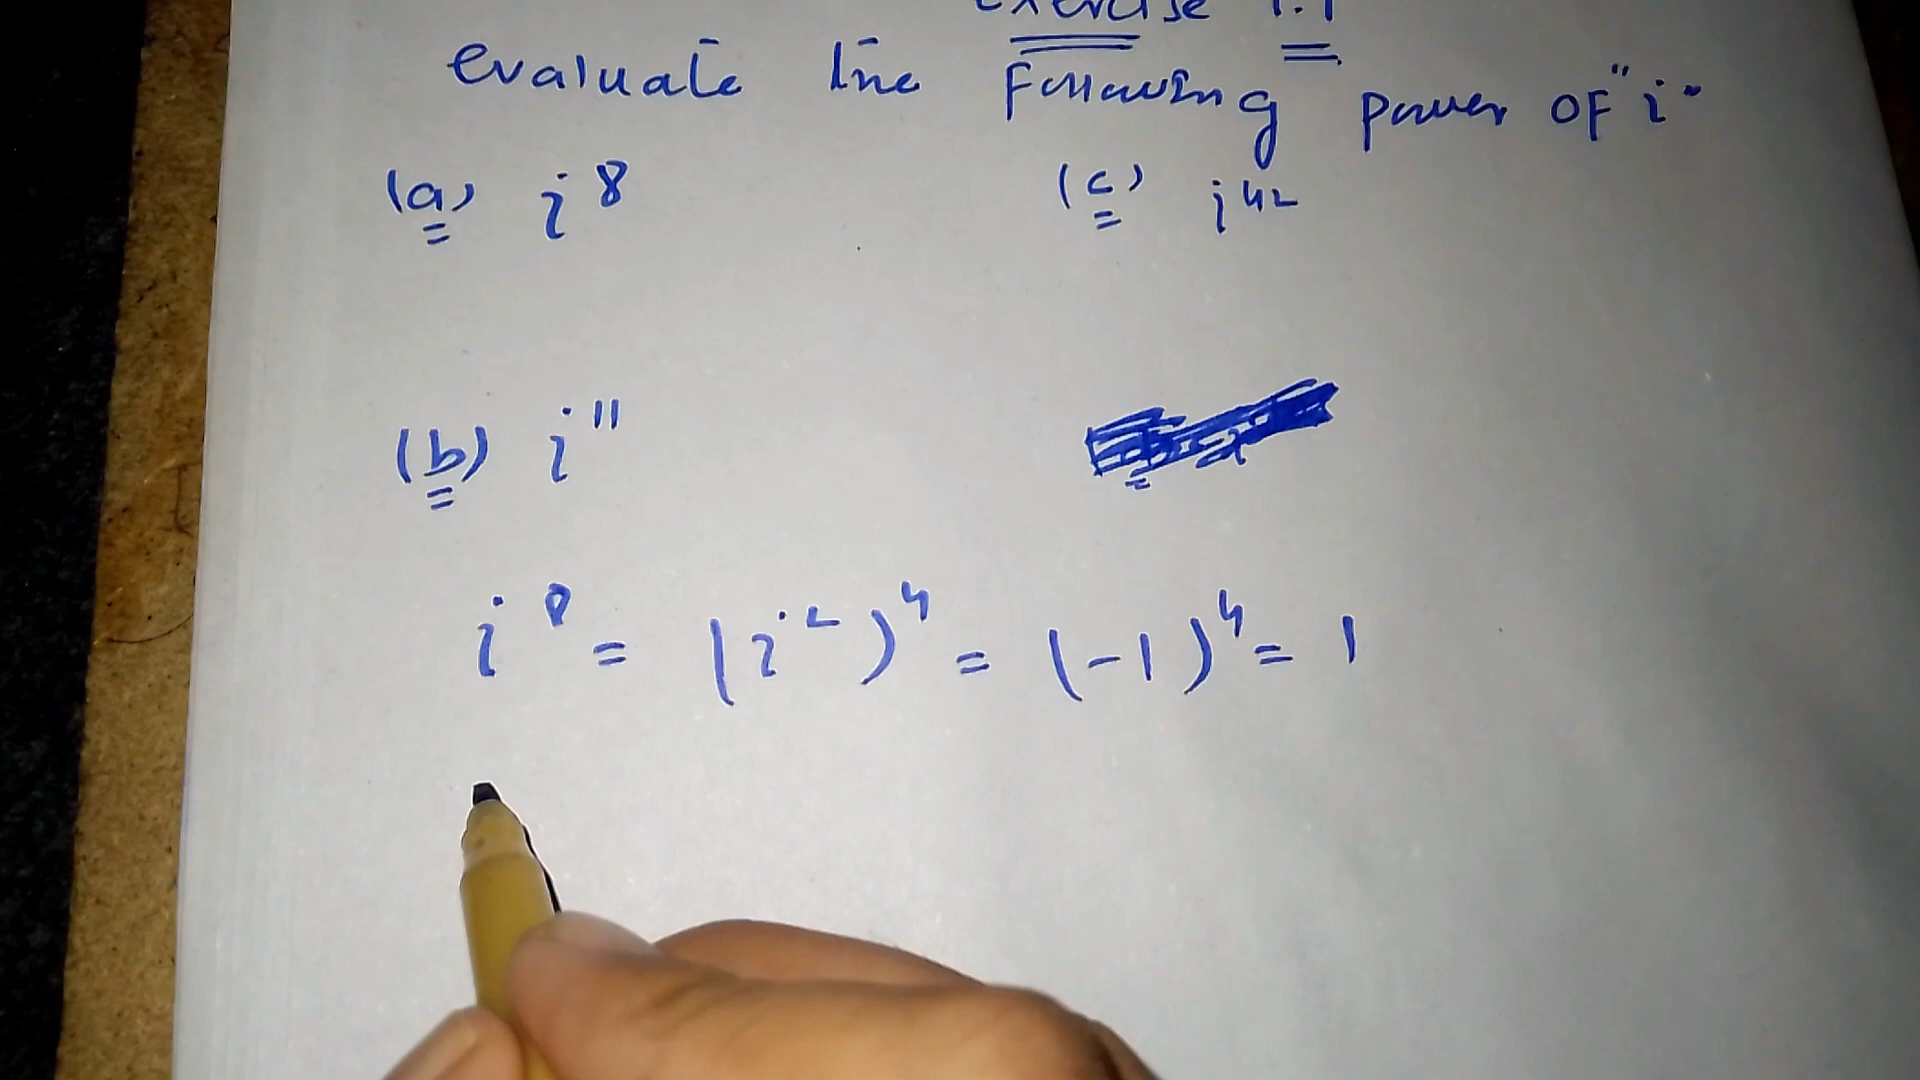 Exercise 1.1
evaluate the following power of "i"
(a) i⁸ (c) i⁴²
(b) i¹¹
i⁸ = (i²)⁴ = (-1)⁴ = 1